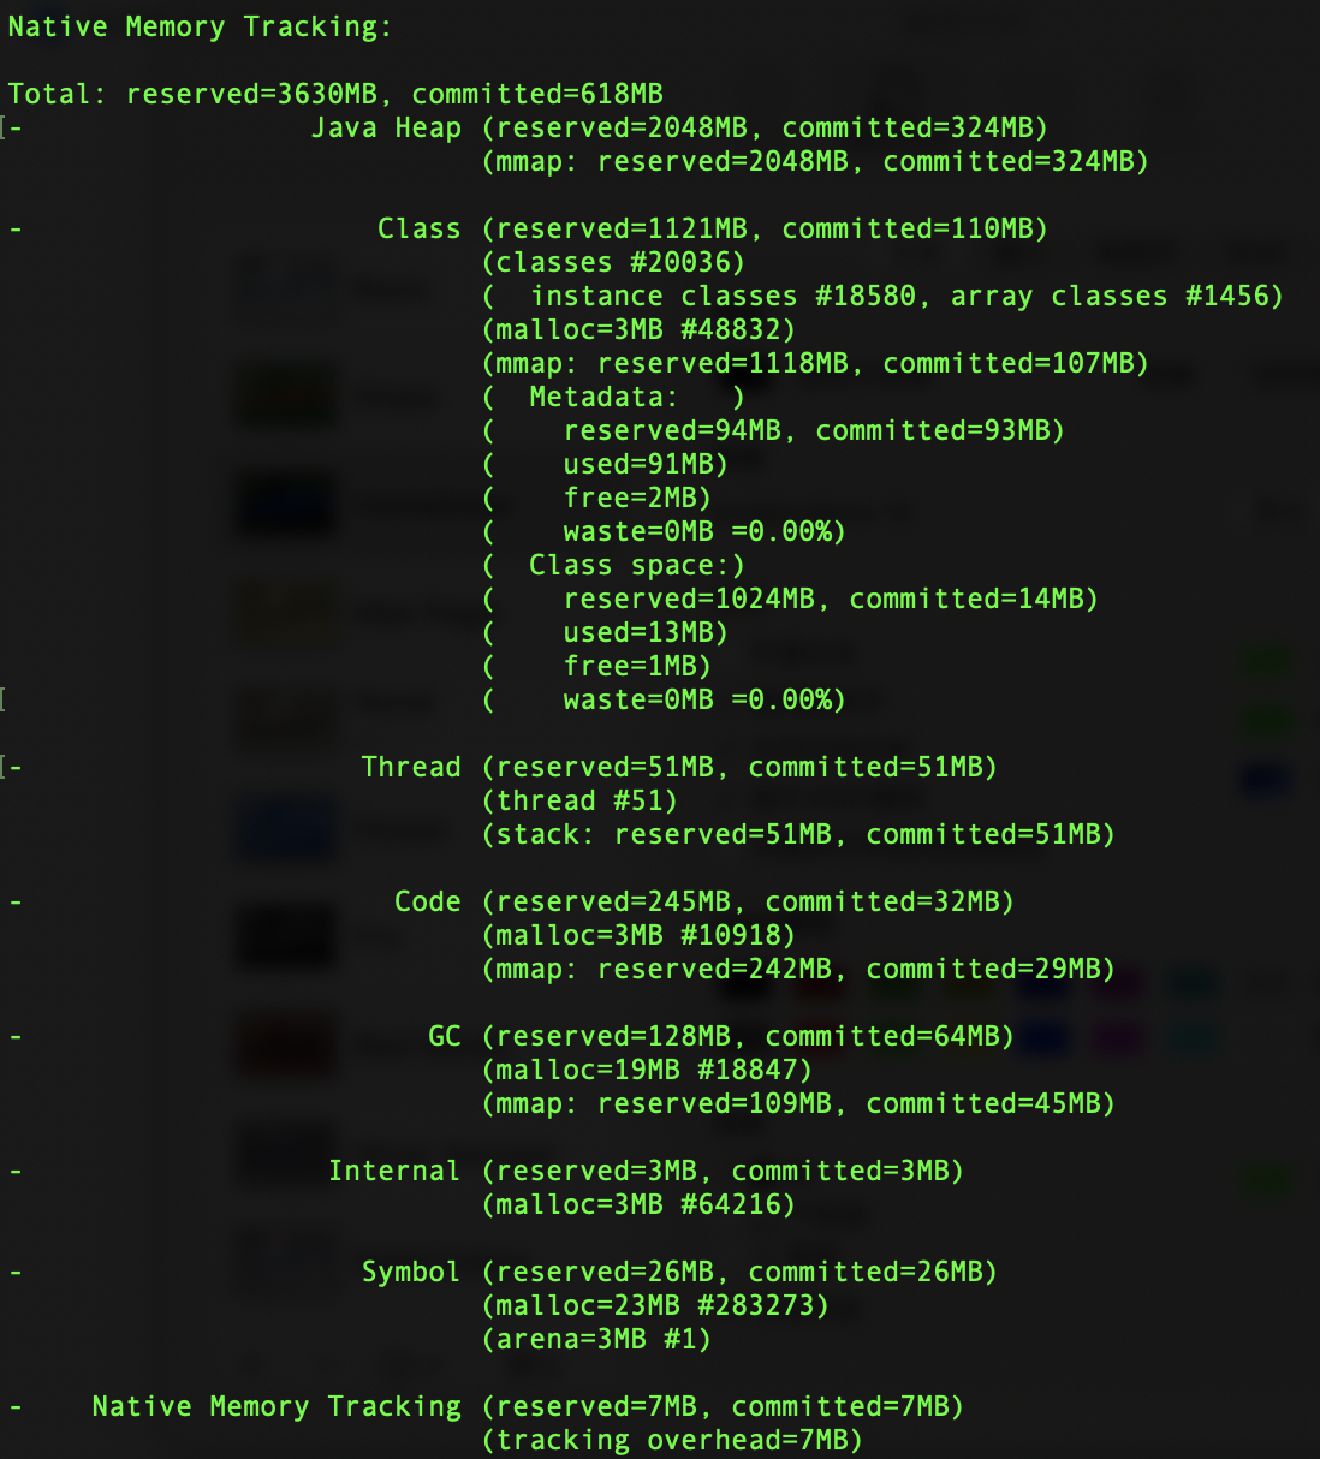 Native Memory Tracking:
Total: reserved=3630MB, committed=618MB
[- Java Heap (reserved=2048MB, committed=324MB)
(mmap: reserved=2048MB, committed=324MB)
- Class (reserved=1121MB, committed=110MB)
(classes #20036)
( instance classes #18580, array classes #1456)
(malloc=3MB #48832)
(mmap: reserved=1118MB, committed=107MB)
( Metadata: )
( reserved=94MB, committed=93MB)
( used=91MB)
( free=2MB)
( waste=0MB =0.00%)
( Class space:)
( reserved=1024MB, committed=14MB)
( used=13MB)
( free=1MB)
[ ( waste=0MB =0.00%)
[- Thread (reserved=51MB, committed=51MB)
(thread #51)
(stack: reserved=51MB, committed=51MB)
- Code (reserved=245MB, committed=32MB)
(malloc=3MB #10918)
(mmap: reserved=242MB, committed=29MB)
- GC (reserved=128MB, committed=64MB)
(malloc=19MB #18847)
(mmap: reserved=109MB, committed=45MB)
- Internal (reserved=3MB, committed=3MB)
(malloc=3MB #64216)
- Symbol (reserved=26MB, committed=26MB)
(malloc=23MB #283273)
(arena=3MB #1)
- Native Memory Tracking (reserved=7MB, committed=7MB)
(tracking overhead=7MB)